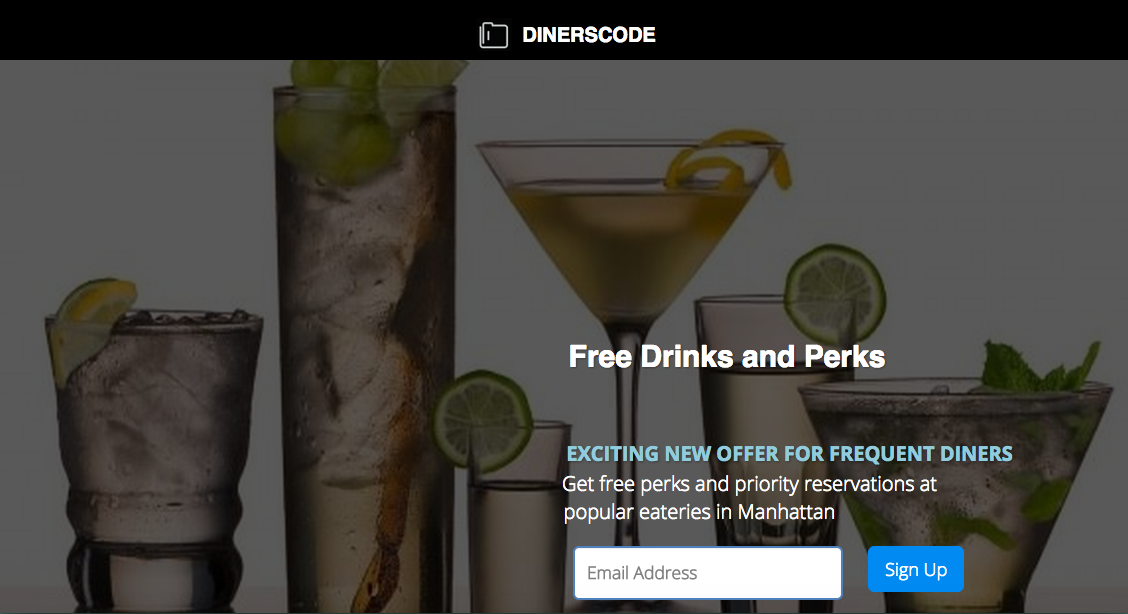 DINERSCODE
Free Drinks and Perks
EXCITING NEW OFFER FOR FREQUENT DINERS
Get free perks and priority reservations at
popular eateries in Manhattan
Email Address
Sign Up